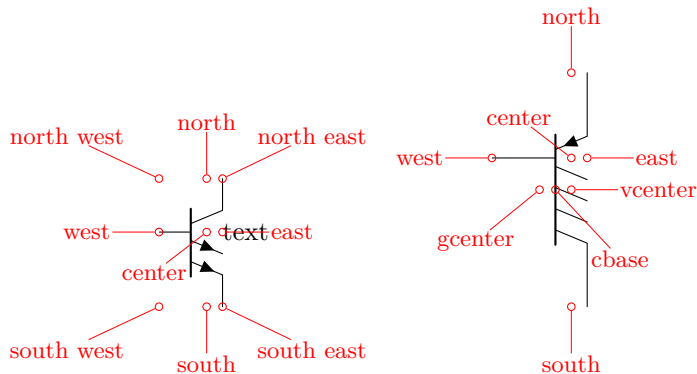 north west
north
north east
west
text
east
center
south west
south
south east
north
center
west
east
vcenter
gcenter
cbase
south